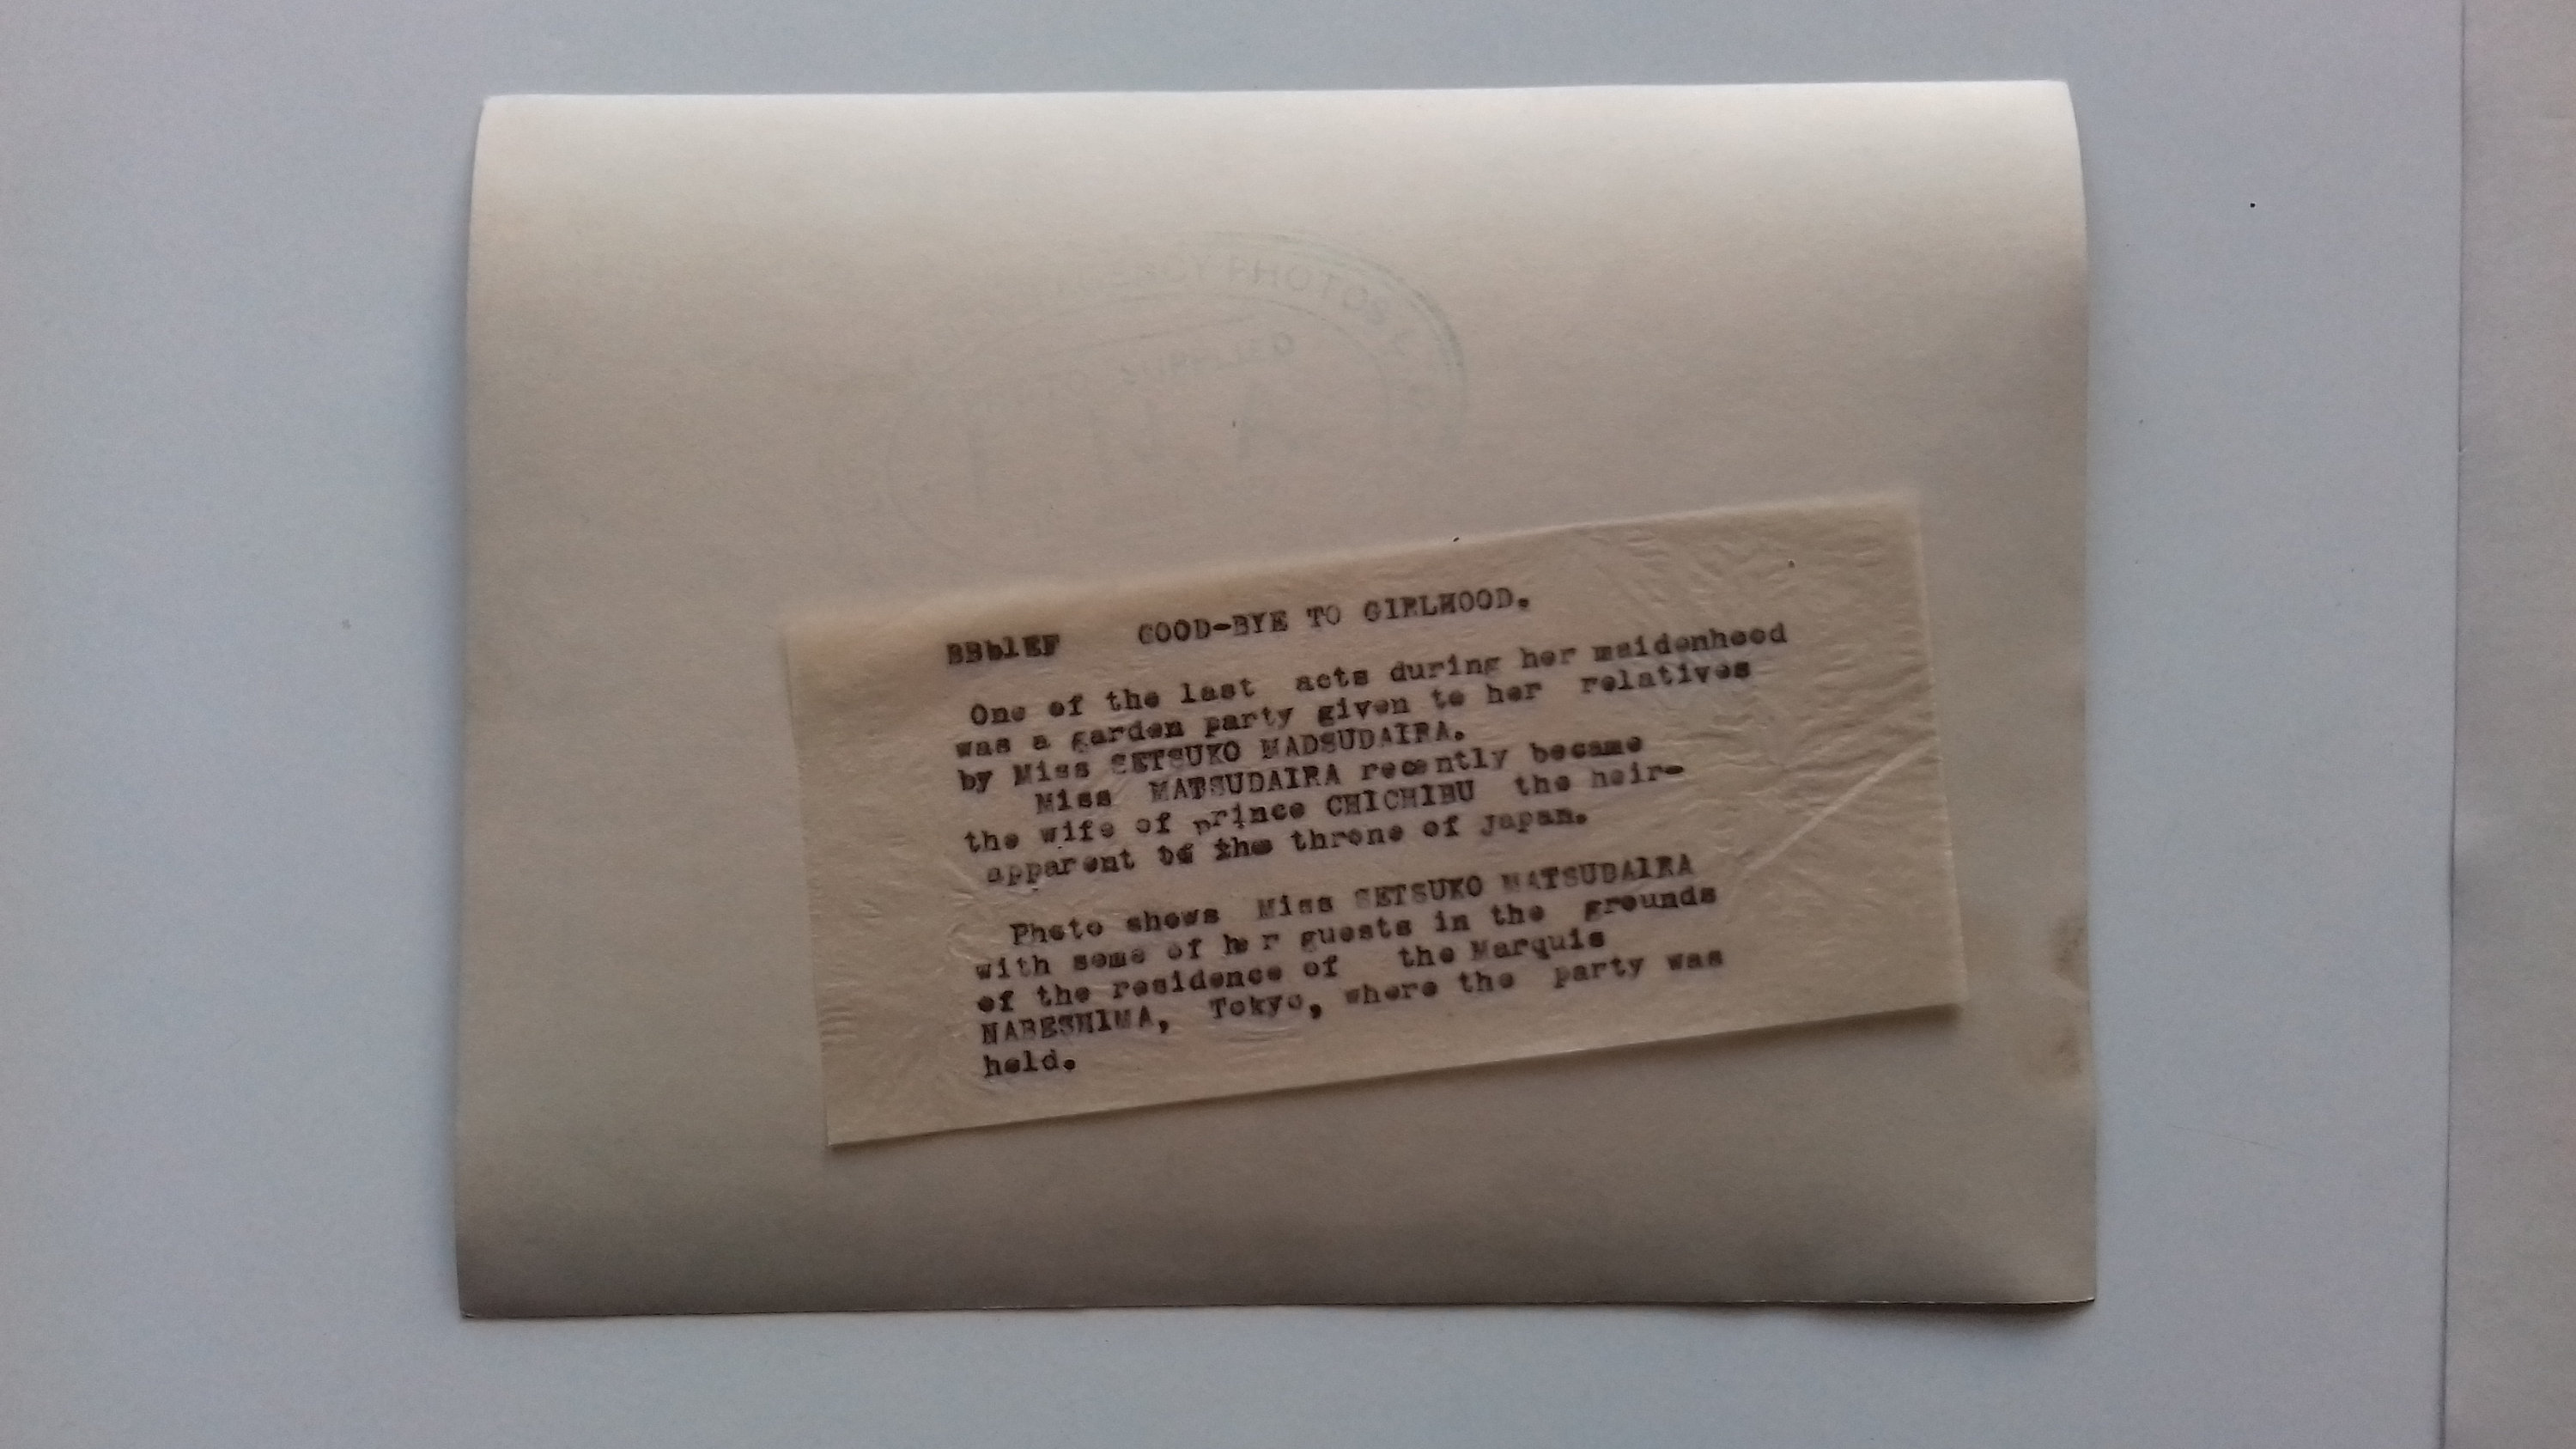 PHOTOS
BBblEF GOOD-BYE TO GIRLHOOD.
One of the last acts during her maidenhood
was a garden party given to her relatives
by Miss SETSUKO MADSUDAIRA.
Miss MATSUDAIRA recently became
the wife of prince CHICHIBU the heir-
apparent the throne of japan.
Photo shows Miss SETSUKO MATSUDAIRA
with some of her guests in the grounds
of the residence of the Marquis
NABESHIMA, Tokyo, where the party was
held.